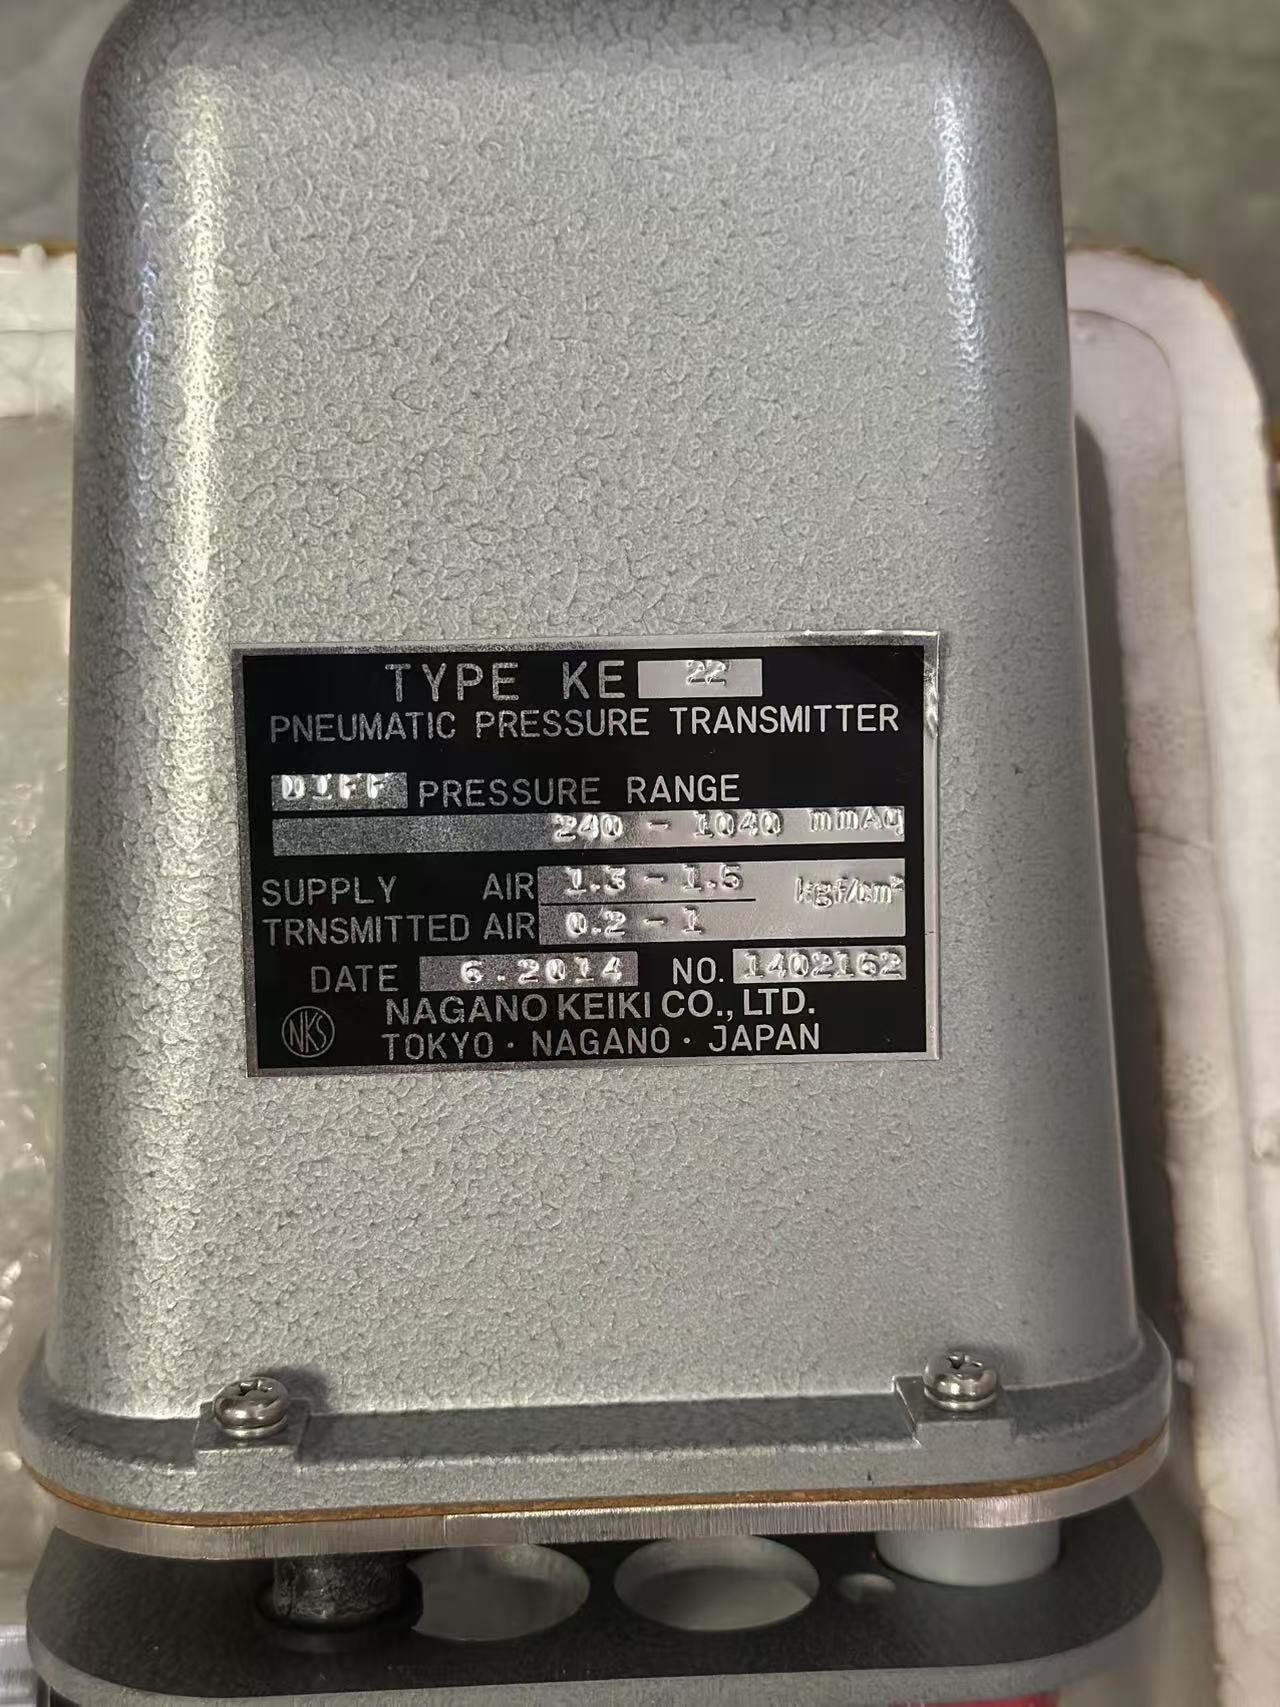 TYPE KE 22
PNEUMATIC PRESSURE TRANSMITTER
DIFF PRESSURE RANGE
240 - 1040 mmAq
SUPPLY AIR 1.3 - 1.5 kgf/cm²
TRNSMITTED AIR 0.2 - 1
DATE 6.2014 NO. 1402162
NKS NAGANO KEIKI CO., LTD.
TOKYO · NAGANO · JAPAN